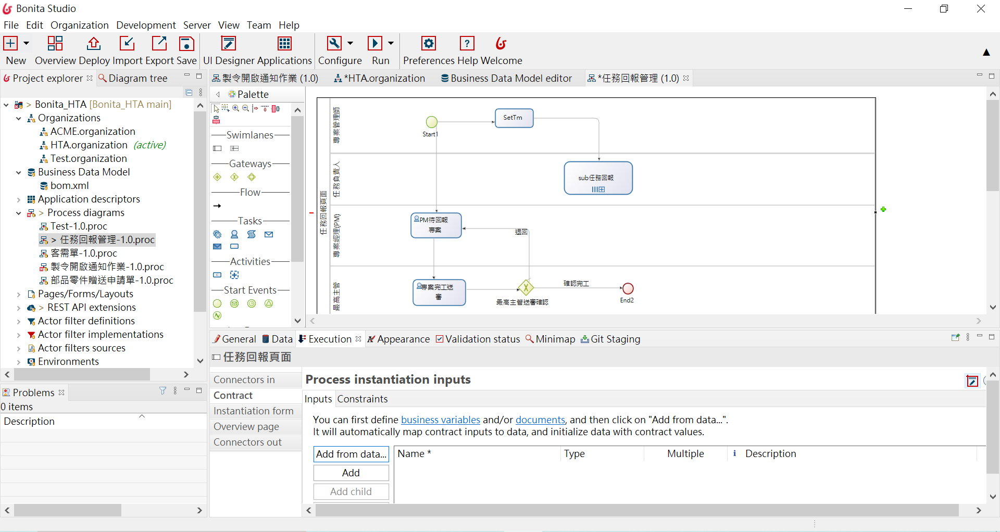 Bonita Studio
File Edit Organization Development Server View Team Help
New Overview Deploy Import Export Save UI Designer Applications Configure Run Preferences Help Welcome
Project explorer
Diagram tree
Bonita_HTA [Bonita_HTA main]
Organizations
ACME.organization
HTA.organization (active)
Test.organization
Business Data Model
bom.xml
Application descriptors
> Process diagrams
Test-1.0.proc
> 任務回報管理-1.0.proc
客需單-1.0.proc
製令開啟通知作業-1.0.proc
部品零件贈送申請單-1.0.proc
Pages/Forms/Layouts
> REST API extensions
Actor filter definitions
Actor filter implementations
Actor filters sources
Environments
Problems
0 items
Description
製令開啟通知作業 (1.0)
*HTA.organization
Business Data Model editor
*任務回報管理 (1.0)
Palette
Swimlanes
Gateways
Flow
Tasks
Activities
Start Events
任務回報頁面
專案管理師
Start1
SetTm
任務負責人
sub任務回報
專案經理(PM)
PM待回報
專案
退回
最高主管
專案完工送
審
最高主管送審確認
確認完工
End2
General Data Execution Appearance Validation status Minimap Git Staging
任務回報頁面
Connectors in
Contract
Instantiation form
Overview page
Connectors out
Process instantiation inputs
Inputs Constraints
You can first define business variables and/or documents, and then click on "Add from data...".
It will automatically map contract inputs to data, and initialize data with contract values.
Add from data...
Add
Add child
Name * Type Multiple i Description